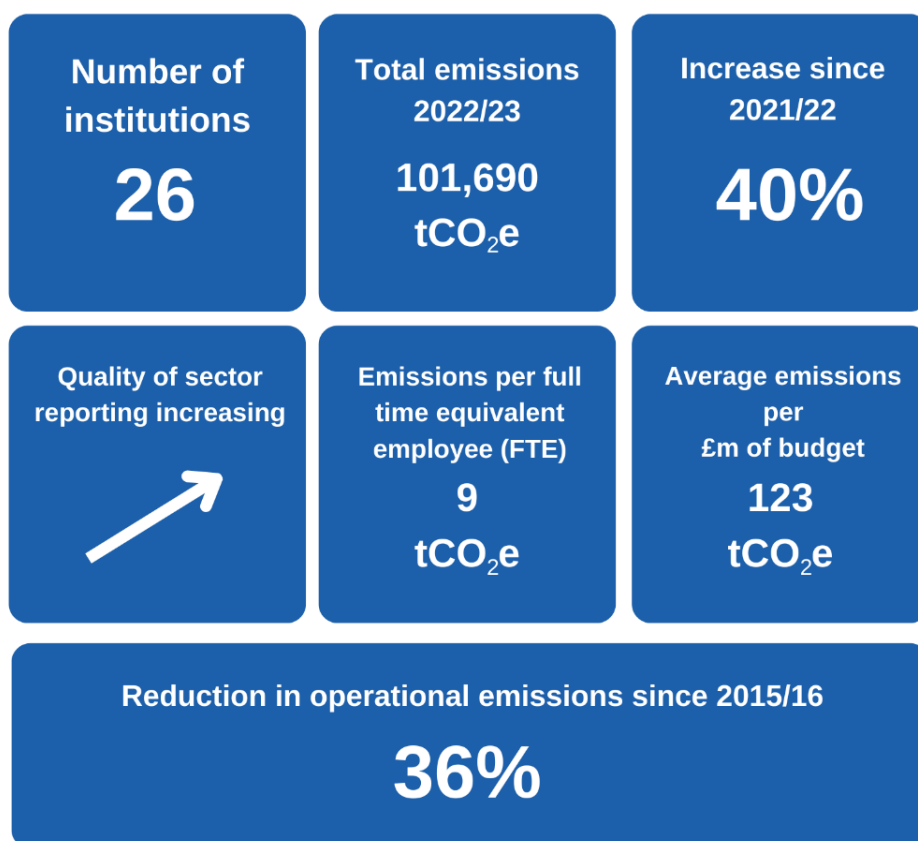 Number of
institutions
26
Total emissions
2022/23
101,690
tCO₂e
Increase since
2021/22
40%
Quality of sector
reporting increasing
Emissions per full
time equivalent
employee (FTE)
9
tCO₂e
Average emissions
per
£m of budget
123
tCO₂e
Reduction in operational emissions since 2015/16
36%